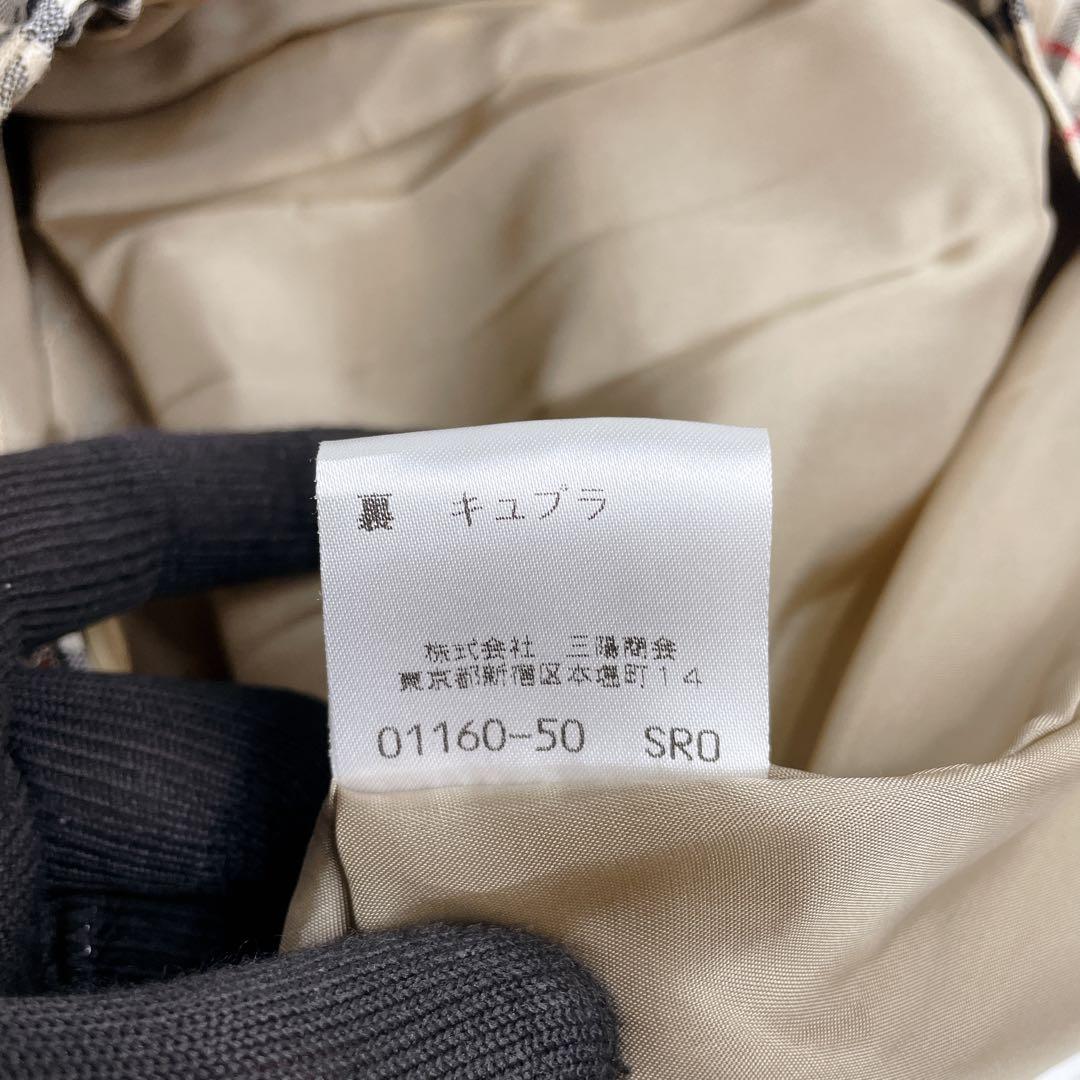 裏　キュプラ
株式会社　三陽商会
東京都新宿区本塩町14
01160-50 SRO